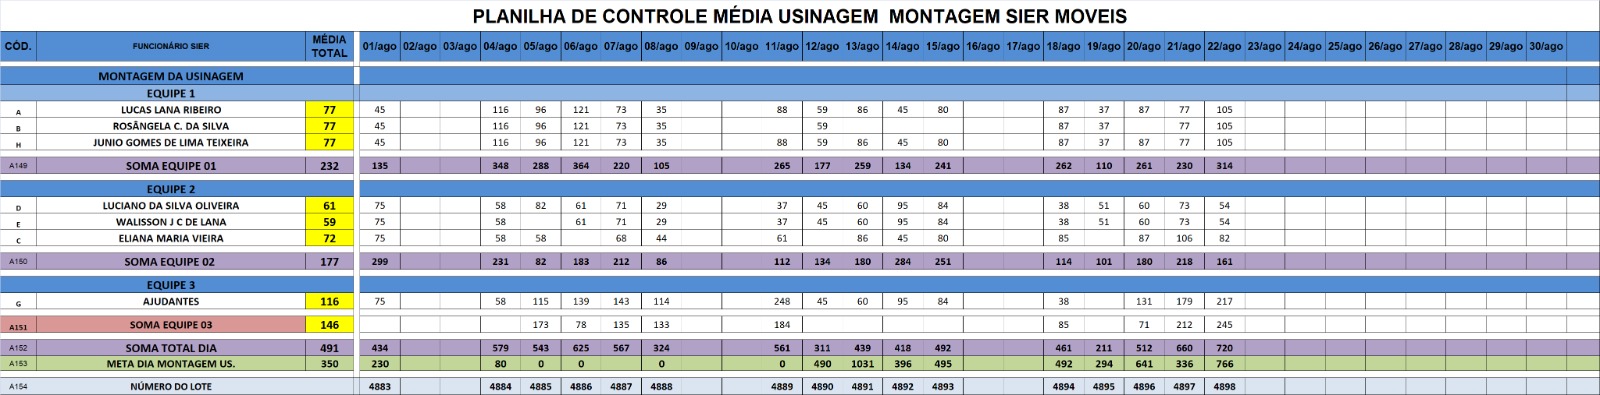 PLANILHA DE CONTROLE MÉDIA USINAGEM MONTAGEM SIER MOVEIS
CÓD. FUNCIONÁRIO SIER MÉDIA TOTAL 01/ago 02/ago 03/ago 04/ago 05/ago 06/ago 07/ago 08/ago 09/ago 10/ago 11/ago 12/ago 13/ago 14/ago 15/ago 16/ago 17/ago 18/ago 19/ago 20/ago 21/ago 22/ago 23/ago 24/ago 25/ago 26/ago 27/ago 28/ago 29/ago 30/ago
MONTAGEM DA USINAGEM
EQUIPE 1
A LUCAS LANA RIBEIRO 77 45 116 96 121 73 35 88 59 86 45 80 87 37 87 77 105
B ROSÂNGELA C. DA SILVA 77 45 116 96 121 73 35 59 87 37 77 105
H JUNIO GOMES DE LIMA TEIXEIRA 77 45 116 96 121 73 35 88 59 86 45 80 87 37 87 77 105
A149 SOMA EQUIPE 01 232 135 348 288 364 220 105 265 177 259 134 241 262 110 261 230 314
EQUIPE 2
D LUCIANO DA SILVA OLIVEIRA 61 75 58 82 61 71 29 37 45 60 95 84 38 51 60 73 54
E WALISSON J C DE LANA 59 75 58 61 71 29 37 45 60 95 84 38 51 60 73 54
C ELIANA MARIA VIEIRA 72 75 58 58 68 44 61 86 45 80 85 87 106 82
A150 SOMA EQUIPE 02 177 299 231 82 183 212 86 112 134 180 284 251 114 101 180 218 161
EQUIPE 3
G AJUDANTES 116 75 58 115 139 143 114 248 45 60 95 84 38 131 179 217
A151 SOMA EQUIPE 03 146 173 78 135 133 184 85 71 212 245
A152 SOMA TOTAL DIA 491 434 579 543 625 567 324 561 311 439 418 492 461 211 512 660 720
A153 META DIA MONTAGEM US. 350 230 80 0 0 0 0 0 490 1031 396 495 492 294 641 336 766
A154 NÚMERO DO LOTE 4883 4884 4885 4886 4887 4888 4889 4890 4891 4892 4893 4894 4895 4896 4897 4898